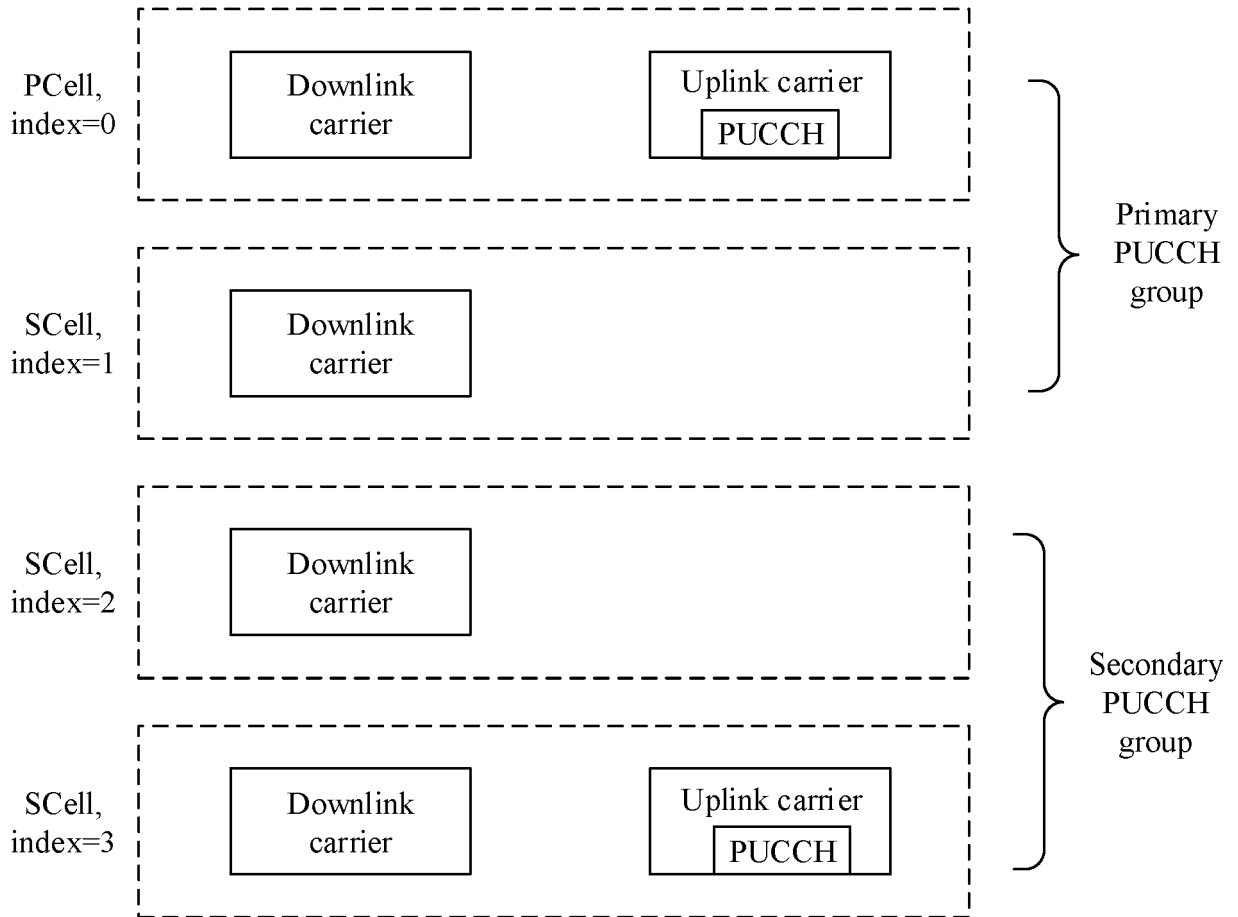 PCell,
index=0
Downlink
carrier
Uplink carrier
PUCCH
SCell,
index=1
Downlink
carrier
Primary
PUCCH
group
SCell,
index=2
Downlink
carrier
SCell,
index=3
Downlink
carrier
Uplink carrier
PUCCH
Secondary
PUCCH
group